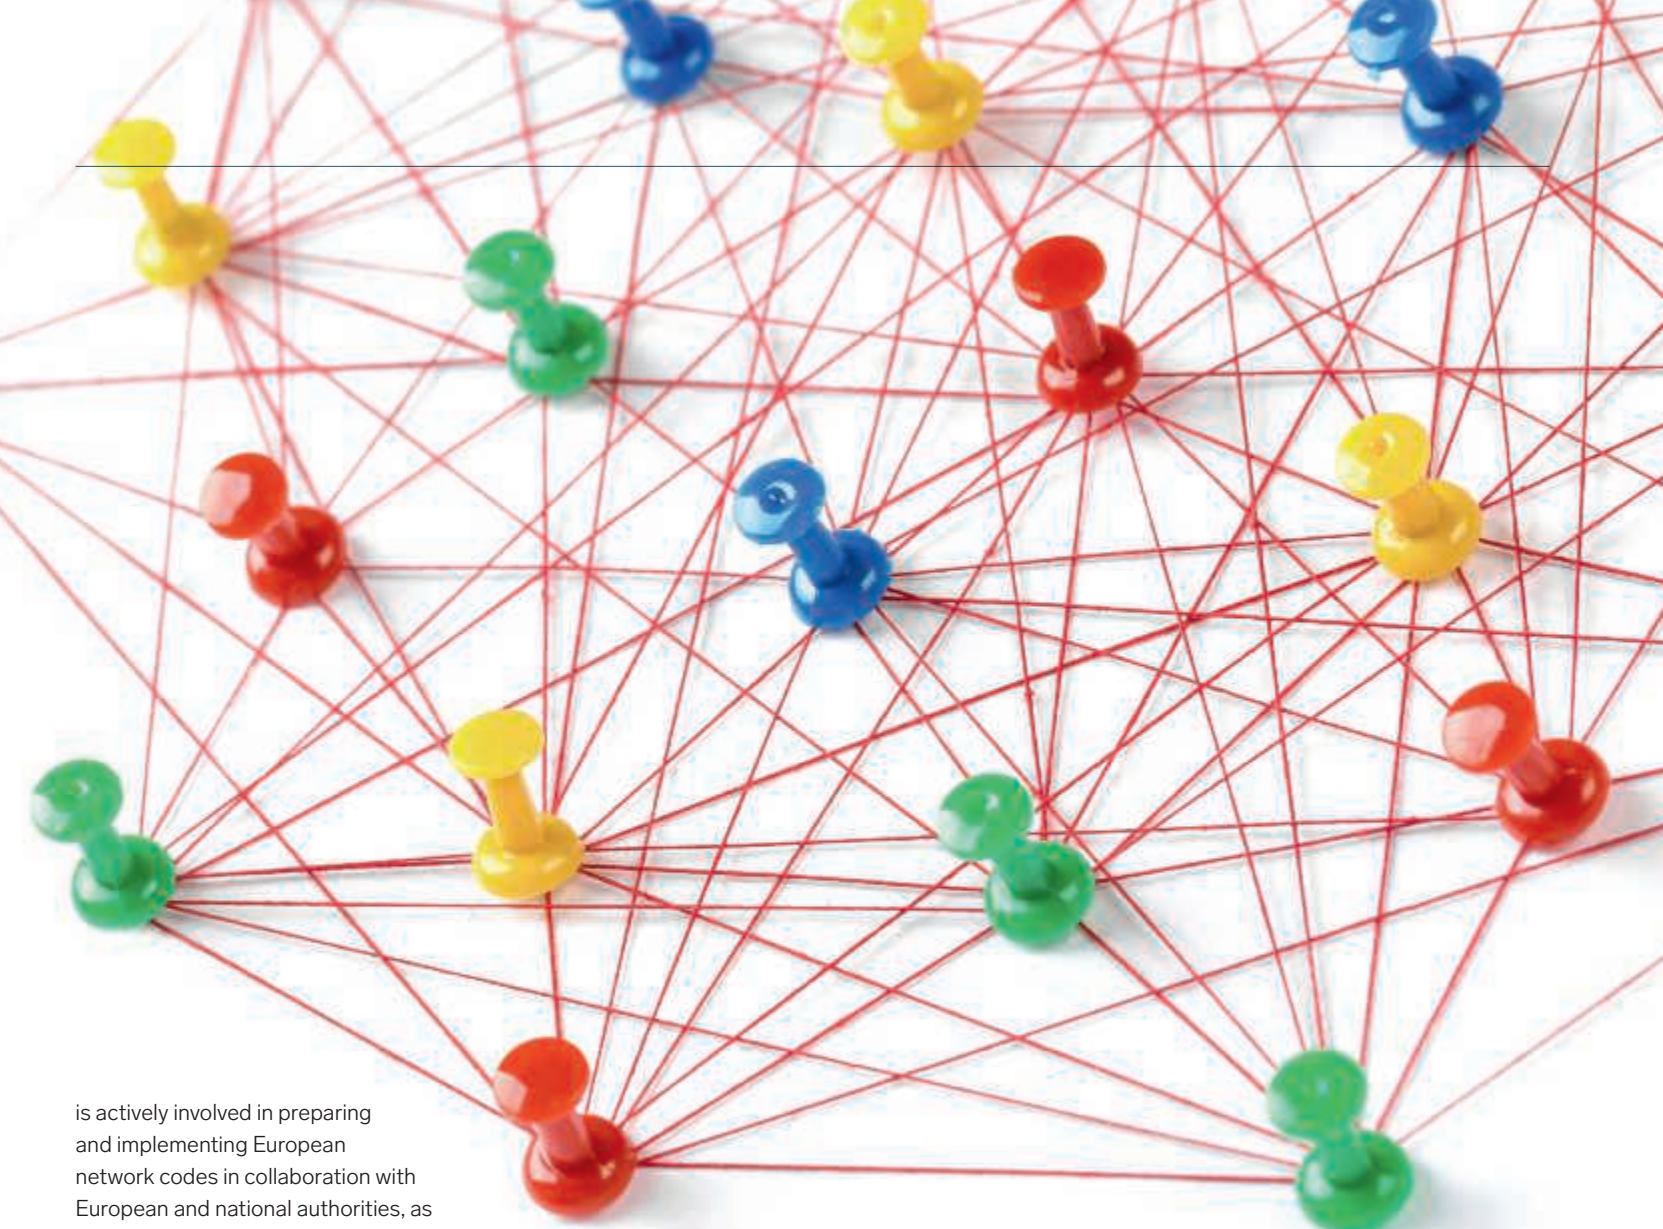 is actively involved in preparing
and implementing European
network codes in collaboration with
European and national authorities, as